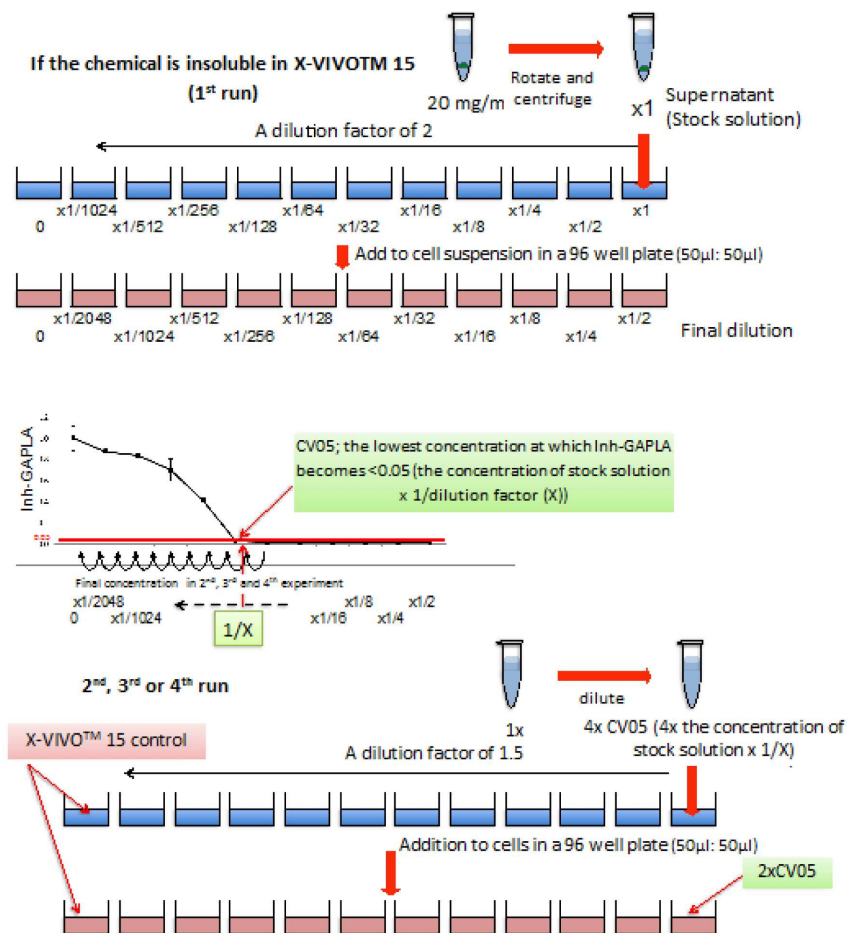 If the chemical is insoluble in X-VIVOTM 15
(1st run)
20 mg/m
Rotate and
centrifuge
x1
Supernatant
(Stock solution)
A dilution factor of 2
x1/1024 x1/256 x1/64 x1/16 x1/4 x1
0 x1/512 x1/128 x1/32 x1/8 x1/2
Add to cell suspension in a 96 well plate (50µl: 50µl)
x1/2048 x1/512 x1/128 x1/32 x1/8 x1/2
0 x1/1024 x1/256 x1/64 x1/16 x1/4
Final dilution
Inh-GAPLA
CV05; the lowest concentration at which Inh-GAPLA
becomes <0.05 (the concentration of stock solution
x 1/dilution factor (X))
Final concentration in 2nd, 3rd and 4th experiment
x1/2048 x1/8 x1/2
0 x1/1024 x1/16 x1/4
1/X
2nd, 3rd or 4th run
dilute
1x
4x CV05 (4x the concentration of
stock solution x 1/X)
X-VIVO™ 15 control
A dilution factor of 1.5
Addition to cells in a 96 well plate (50µl: 50µl)
2xCV05